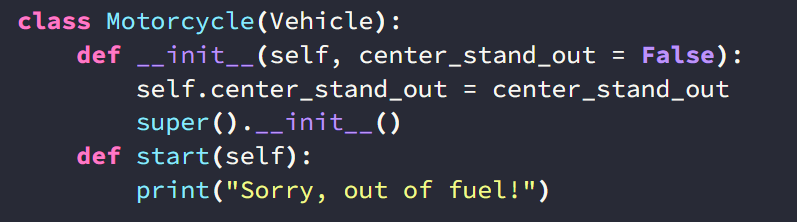 class Motorcycle(Vehicle):
    def __init__(self, center_stand_out = False):
        self.center_stand_out = center_stand_out
        super().__init__()
    def start(self):
        print("Sorry, out of fuel!")